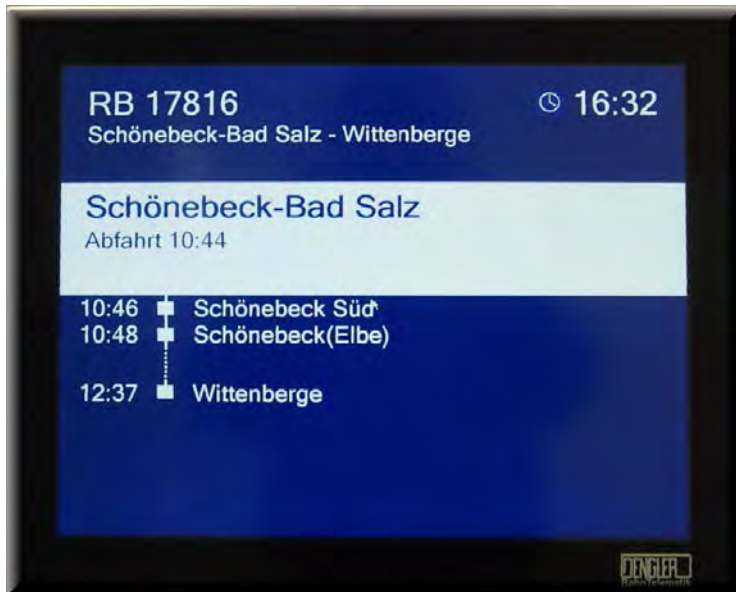 RB 17816
16:32
Schönebeck-Bad Salz - Wittenberge
Schönebeck-Bad Salz
Abfahrt 10:44
10:46 Schönebeck Süd
10:48 Schönebeck(Elbe)
12:37 Wittenberge
DENGLER
BahnTelematik